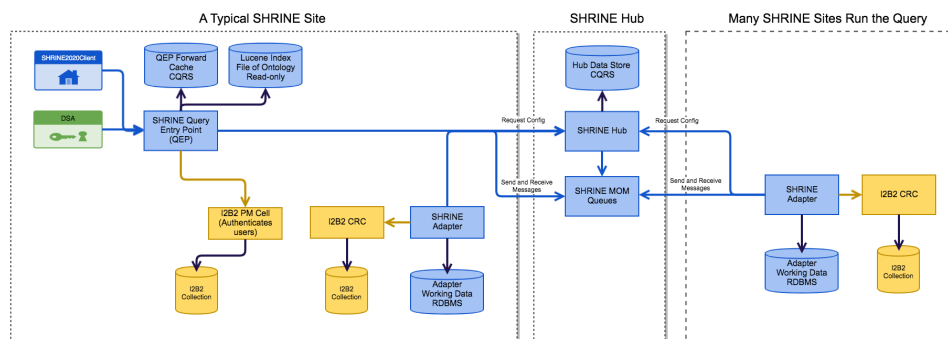 A Typical SHRINE Site
SHRINE Hub
Many SHRINE Sites Run the Query
SHRINE2020Client
DSA
QEP Forward
Cache
CQRS
Lucene Index
File of Ontology
Read-only
SHRINE Query
Entry Point
(QEP)
I2B2 PM Cell
(Authenticates
users)
I2B2
Collection
I2B2 CRC
I2B2
Collection
SHRINE
Adapter
Adapter
Working Data
RDBMS
Hub Data Store
CQRS
Request Config
SHRINE Hub
Request Config
Send and Receive
Messages
SHRINE MOM
Queues
Send and Receive
Messages
SHRINE
Adapter
I2B2 CRC
Adapter
Working Data
RDBMS
I2B2
Collection